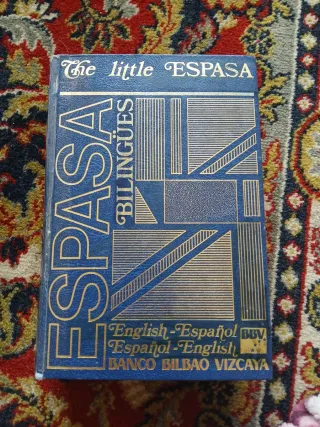 The little ESPASA
ESPASA
BILINGÜES
English-Español
Español-English
BBV
BANCO BILBAO VIZCAYA